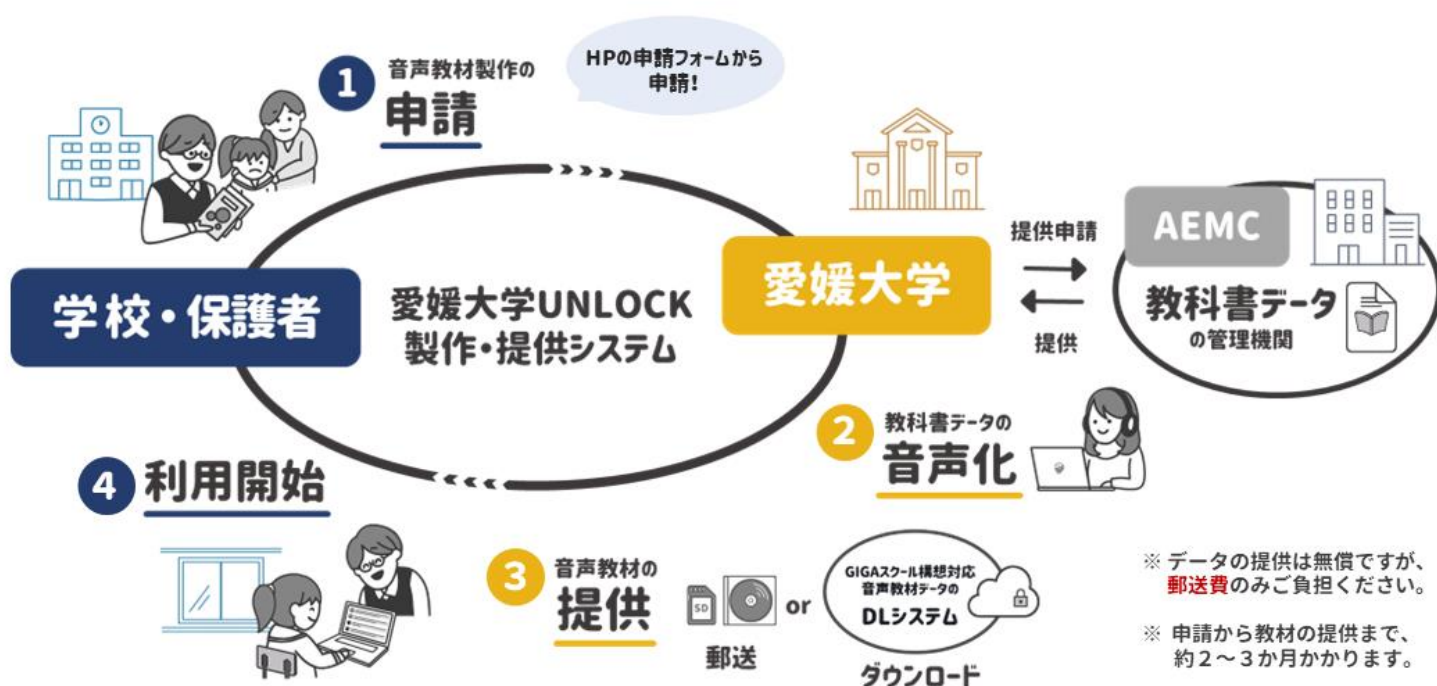 1
音声教材製作の
申請
HPの申請フォームから
申請!
学校・保護者
愛媛大学UNLOCK
製作・提供システム
愛媛大学
提供申請
提供
AEMC
教科書データ
の管理機関
2
教科書データの
音声化
3
音声教材の
提供
SD
郵送
or
GIGAスクール構想対応
音声教材データの
DLシステム
ダウンロード
4
利用開始
※ データの提供は無償ですが、
郵送費のみご負担ください。
※ 申請から教材の提供まで、
約2~3か月かかります。